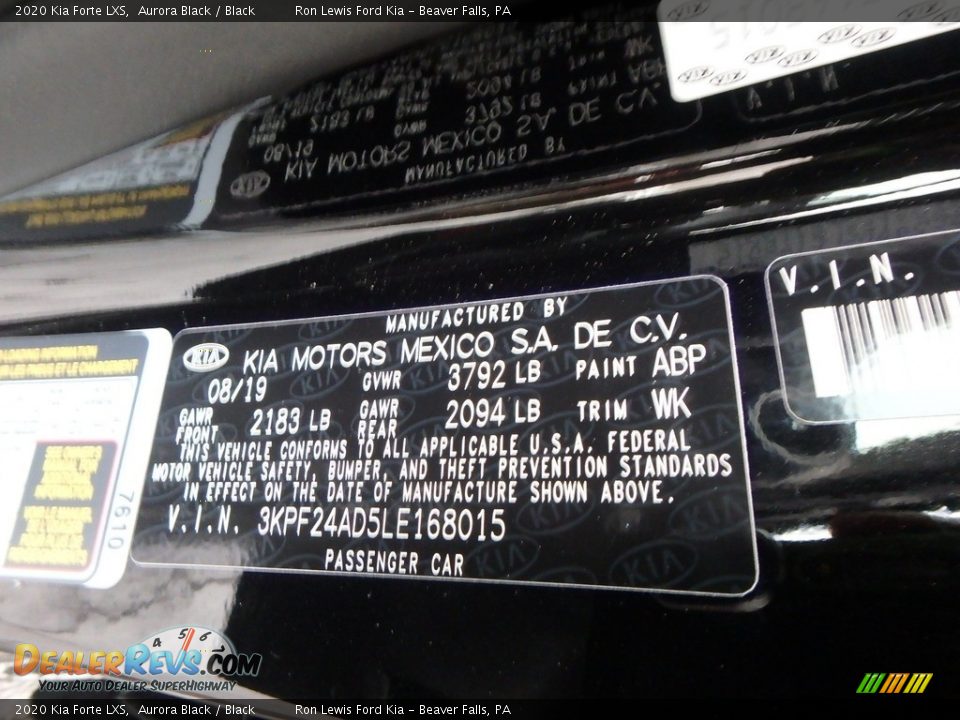 2020 Kia Forte LXS, Aurora Black / Black Ron Lewis Ford Kia - Beaver Falls, PA
MANUFACTURED BY
KIA KIA MOTORS MEXICO S.A. DE C.V.
08/19 GVWR 3792 LB PAINT ABP
GAWR FRONT 2183 LB GAWR REAR 2094 LB TRIM WK
THIS VEHICLE CONFORMS TO ALL APPLICABLE U.S.A. FEDERAL
MOTOR VEHICLE SAFETY, BUMPER, AND THEFT PREVENTION STANDARDS
IN EFFECT ON THE DATE OF MANUFACTURE SHOWN ABOVE.
V.I.N. 3KPF24AD5LE168015
PASSENGER CAR
V.I.N.
7610
4 5 6
DEALERREVS.COM
YOUR AUTO DEALER SUPERHIGHWAY
2020 Kia Forte LXS, Aurora Black / Black Ron Lewis Ford Kia - Beaver Falls, PA